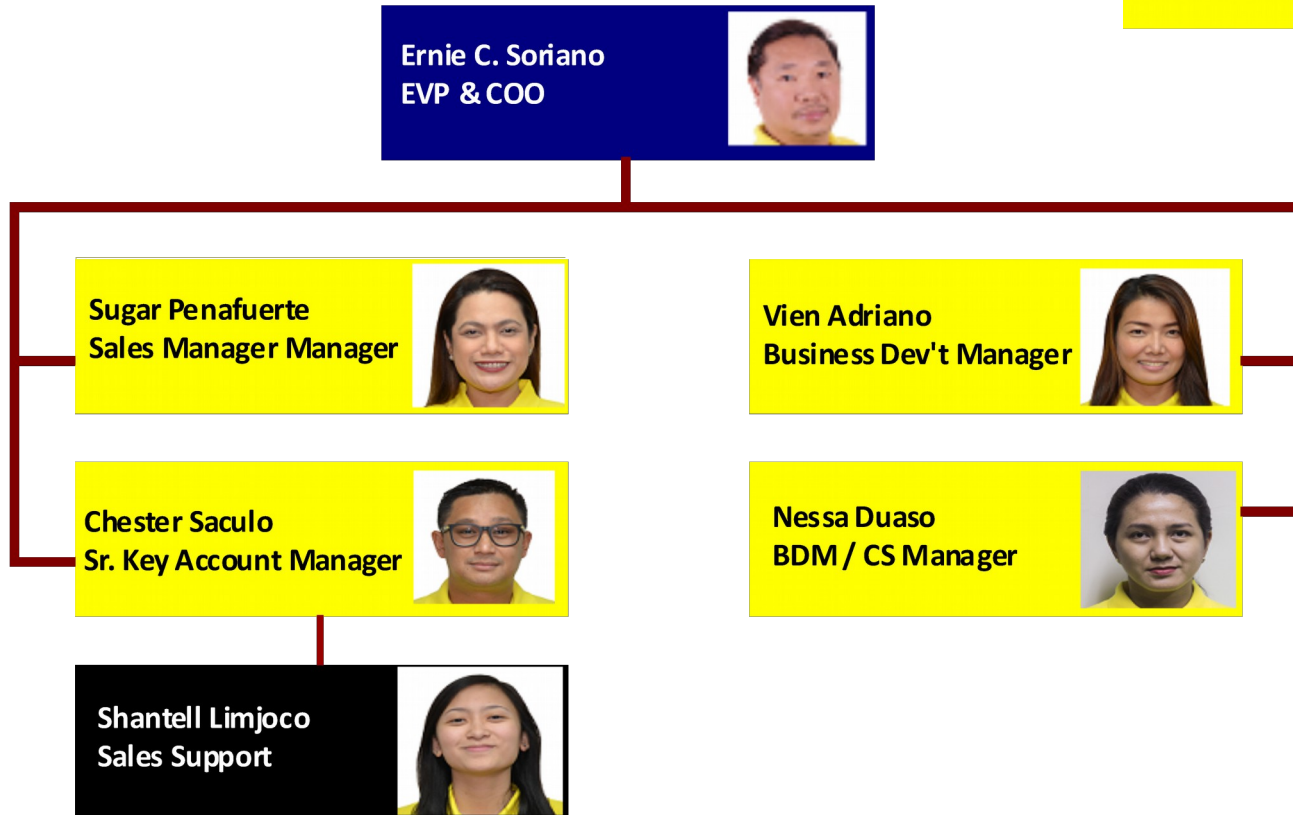 Ernie C. Soriano
EVP & COO
Sugar Penafuerte
Sales Manager Manager
Vien Adriano
Business Dev't Manager
Chester Saculo
Sr. Key Account Manager
Nessa Duaso
BDM / CS Manager
Shantell Limjoco
Sales Support